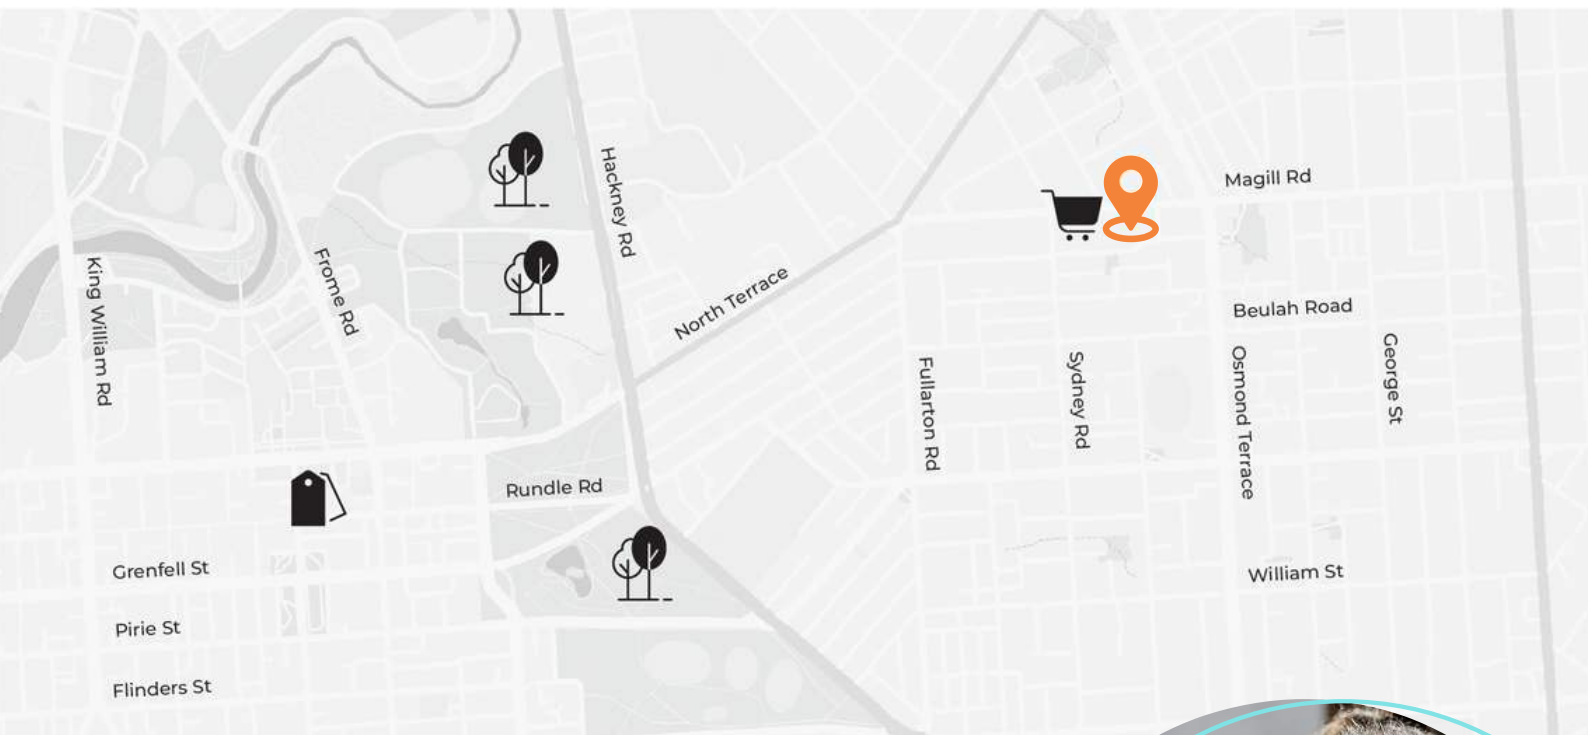 Magill Rd
Hackney Rd
King William Rd
Frome Rd
North Terrace
Beulah Road
Fullarton Rd
Sydney Rd
Osmond Terrace
George St
Rundle Rd
Grenfell St
William St
Pirie St
Flinders St